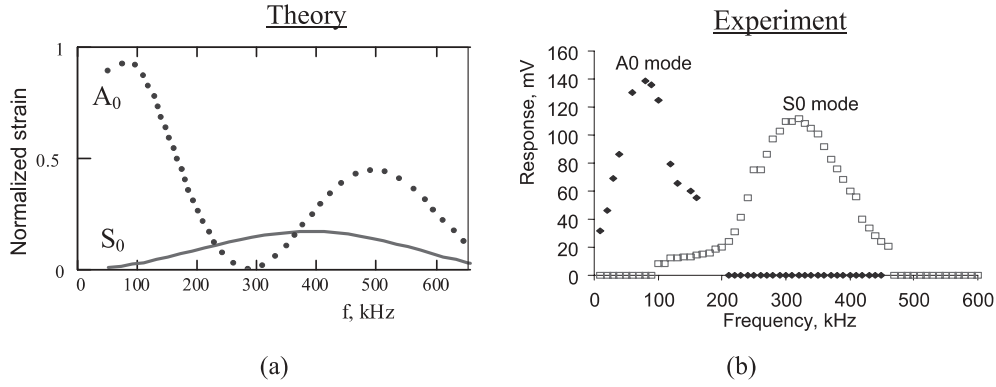 Theory
Normalized strain
1
0.5
0
A0
S0
0 100 200 300 400 500 600
f, kHz
(a)
Experiment
Response, mV
160
140
120
100
80
60
40
20
0
A0 mode
S0 mode
0 100 200 300 400 500 600
Frequency, kHz
(b)